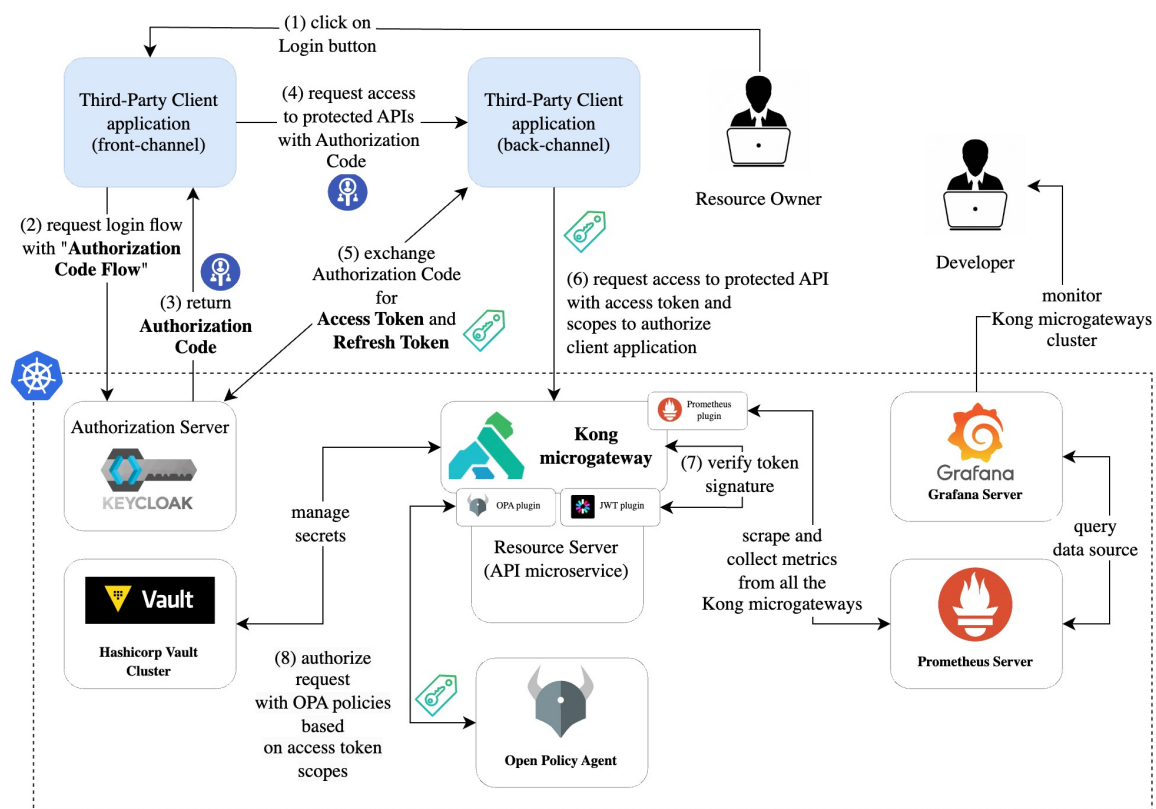 (1) click on
Login button
Third-Party Client
application
(front-channel)
(4) request access
to protected APIs
with Authorization
Code
Third-Party Client
application
(back-channel)
Resource Owner
(2) request login flow
with "Authorization
Code Flow"
(3) return
Authorization
Code
(5) exchange
Authorization Code
for
Access Token and
Refresh Token
(6) request access to protected API
with access token and
scopes to authorize
client application
Developer
monitor
Kong microgateways
cluster
Authorization Server
KEYCLOAK
Kong
microgateway
Prometheus
plugin
(7) verify token
signature
OPA plugin
JWT plugin
Resource Server
(API microservice)
Grafana
Grafana Server
manage
secrets
scrape and
collect metrics
from all the
Kong microgateways
query
data source
Vault
Hashicorp Vault
Cluster
Prometheus Server
(8) authorize
request
with OPA policies
based
on access token
scopes
Open Policy Agent